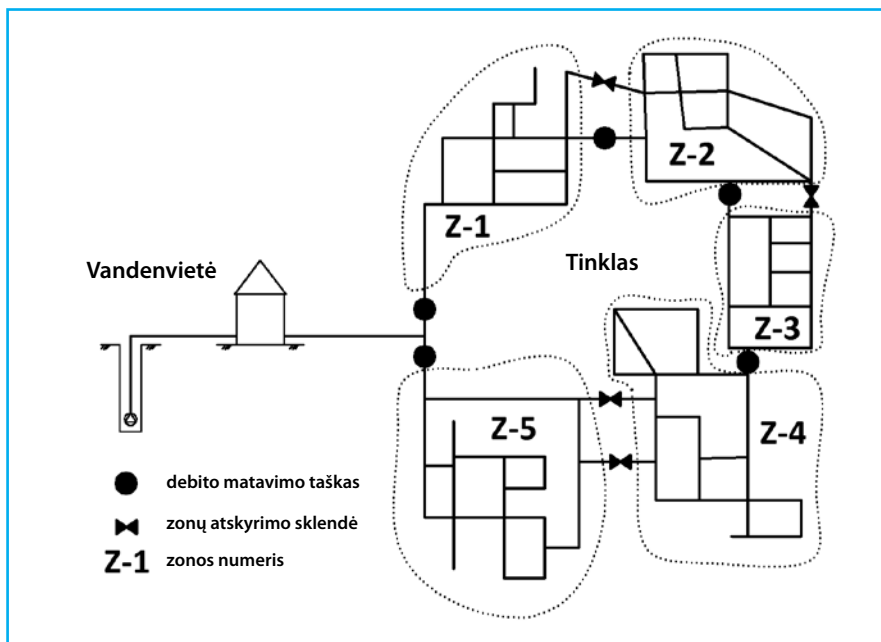 Z-2
Z-1
Vandenvietė
Tinklas
Z-3
Z-5
Z-4
debito matavimo taškas
zonų atskyrimo sklendė
Z-1 zonos numeris